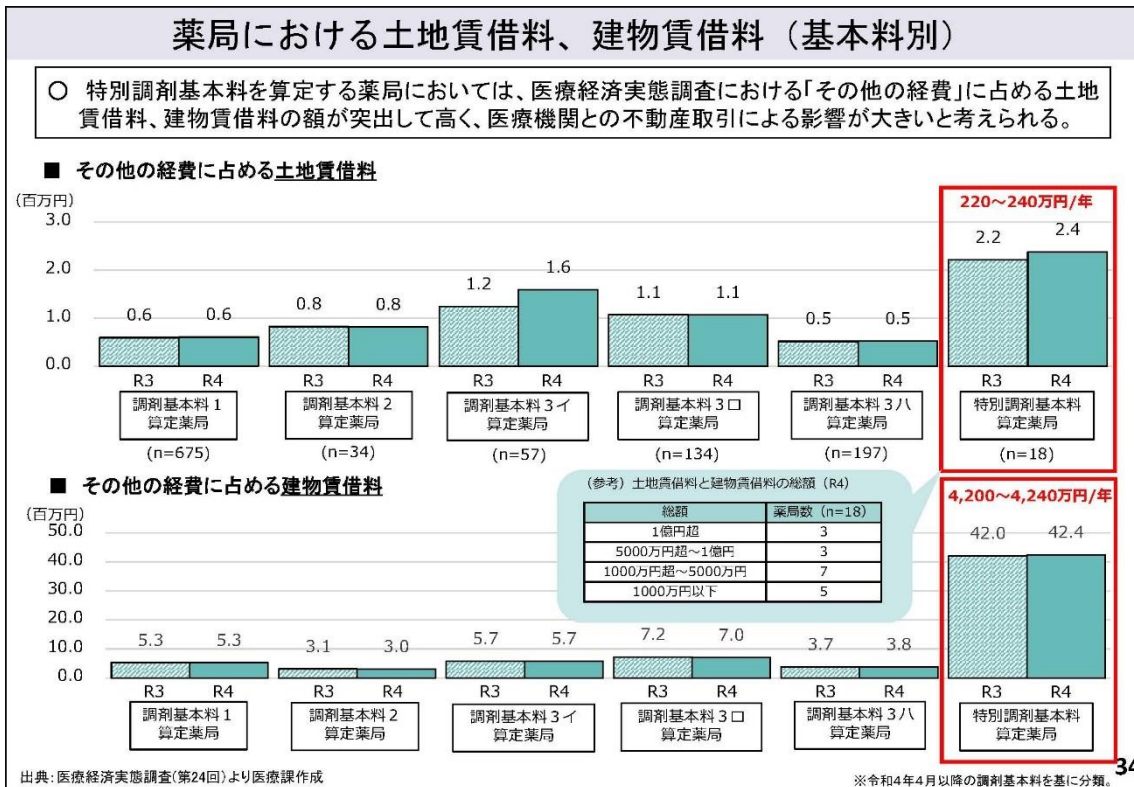 薬局における土地賃借料、建物賃借料（基本料別）
○ 特別調剤基本料を算定する薬局においては、医療経済実態調査における「その他の経費」に占める土地
賃借料、建物賃借料の額が突出して高く、医療機関との不動産取引による影響が大きいと考えられる。
■ その他の経費に占める土地賃借料
（百万円）
3.0
2.0
1.0
0.0
0.6 0.6
0.8 0.8
1.2 1.6
1.1 1.1
0.5 0.5
220～240万円/年
2.2 2.4
R3 R4 R3 R4 R3 R4 R3 R4 R3 R4 R3 R4
調剤基本料１
算定薬局
(n=675)
調剤基本料２
算定薬局
(n=34)
調剤基本料３イ
算定薬局
(n=57)
調剤基本料３ロ
算定薬局
(n=134)
調剤基本料３ハ
算定薬局
(n=197)
特別調剤基本料
算定薬局
(n=18)
■ その他の経費に占める建物賃借料
（参考）土地賃借料と建物賃借料の総額（R4）
総額 薬局数（n=18）
1億円超 3
5000万円超～1億円 3
1000万円超～5000万円 7
1000万円以下 5
（百万円）
50.0
40.0
30.0
20.0
10.0
0.0
5.3 5.3
3.1 3.0
5.7 5.7
7.2 7.0
3.7 3.8
4,200～4,240万円/年
42.0 42.4
R3 R4 R3 R4 R3 R4 R3 R4 R3 R4 R3 R4
調剤基本料１
算定薬局
調剤基本料２
算定薬局
調剤基本料３イ
算定薬局
調剤基本料３ロ
算定薬局
調剤基本料３ハ
算定薬局
特別調剤基本料
算定薬局
出典：医療経済実態調査（第24回）より医療課作成
※令和4年4月以降の調剤基本料を基に分類。
34